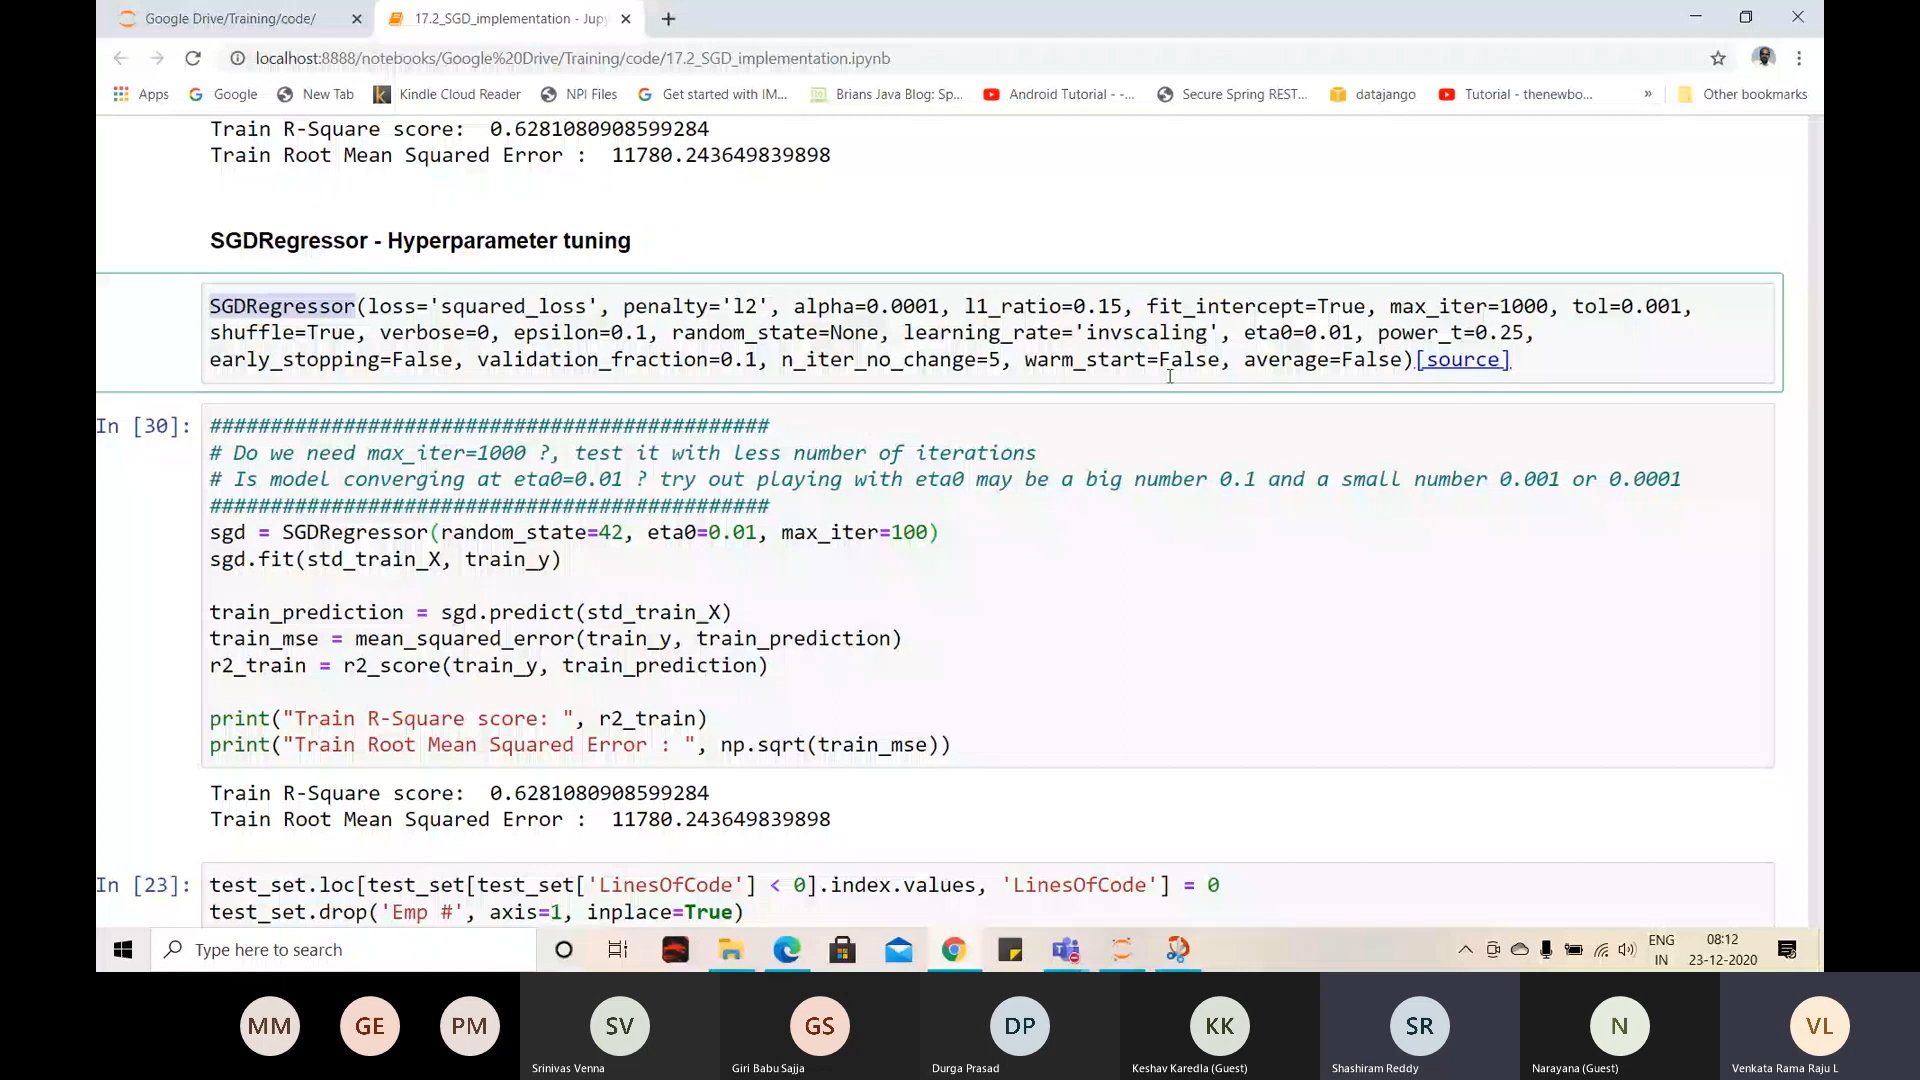 Google Drive/Training/code/
17.2_SGD_implementation - Jupy
localhost:8888/notebooks/Google%20Drive/Training/code/17.2_SGD_implementation.ipynb
Apps Google New Tab Kindle Cloud Reader NPI Files Get started with IM... Brians Java Blog: Sp... Android Tutorial - -... Secure Spring REST... datajango Tutorial - thenewbo... » Other bookmarks
Train R-Square score:  0.6281080908599284
Train Root Mean Squared Error :  11780.243649839898
SGDRegressor - Hyperparameter tuning
SGDRegressor(loss='squared_loss', penalty='l2', alpha=0.0001, l1_ratio=0.15, fit_intercept=True, max_iter=1000, tol=0.001,
shuffle=True, verbose=0, epsilon=0.1, random_state=None, learning_rate='invscaling', eta0=0.01, power_t=0.25,
early_stopping=False, validation_fraction=0.1, n_iter_no_change=5, warm_start=False, average=False)[source]
In [30]:
##############################################
# Do we need max_iter=1000 ?, test it with less number of iterations
# Is model converging at eta0=0.01 ? try out playing with eta0 may be a big number 0.1 and a small number 0.001 or 0.0001
##############################################
sgd = SGDRegressor(random_state=42, eta0=0.01, max_iter=100)
sgd.fit(std_train_X, train_y)
train_prediction = sgd.predict(std_train_X)
train_mse = mean_squared_error(train_y, train_prediction)
r2_train = r2_score(train_y, train_prediction)
print("Train R-Square score: ", r2_train)
print("Train Root Mean Squared Error : ", np.sqrt(train_mse))
Train R-Square score:  0.6281080908599284
Train Root Mean Squared Error :  11780.243649839898
In [23]:
test_set.loc[test_set[test_set['LinesOfCode'] < 0].index.values, 'LinesOfCode'] = 0
test_set.drop('Emp #', axis=1, inplace=True)
Type here to search
ENG
IN
08:12
23-12-2020
MM GE PM SV GS DP KK SR N VL
Srinivas Venna Giri Babu Sajja Durga Prasad Keshav Karedla (Guest) Shashiram Reddy Narayana (Guest) Venkata Rama Raju L